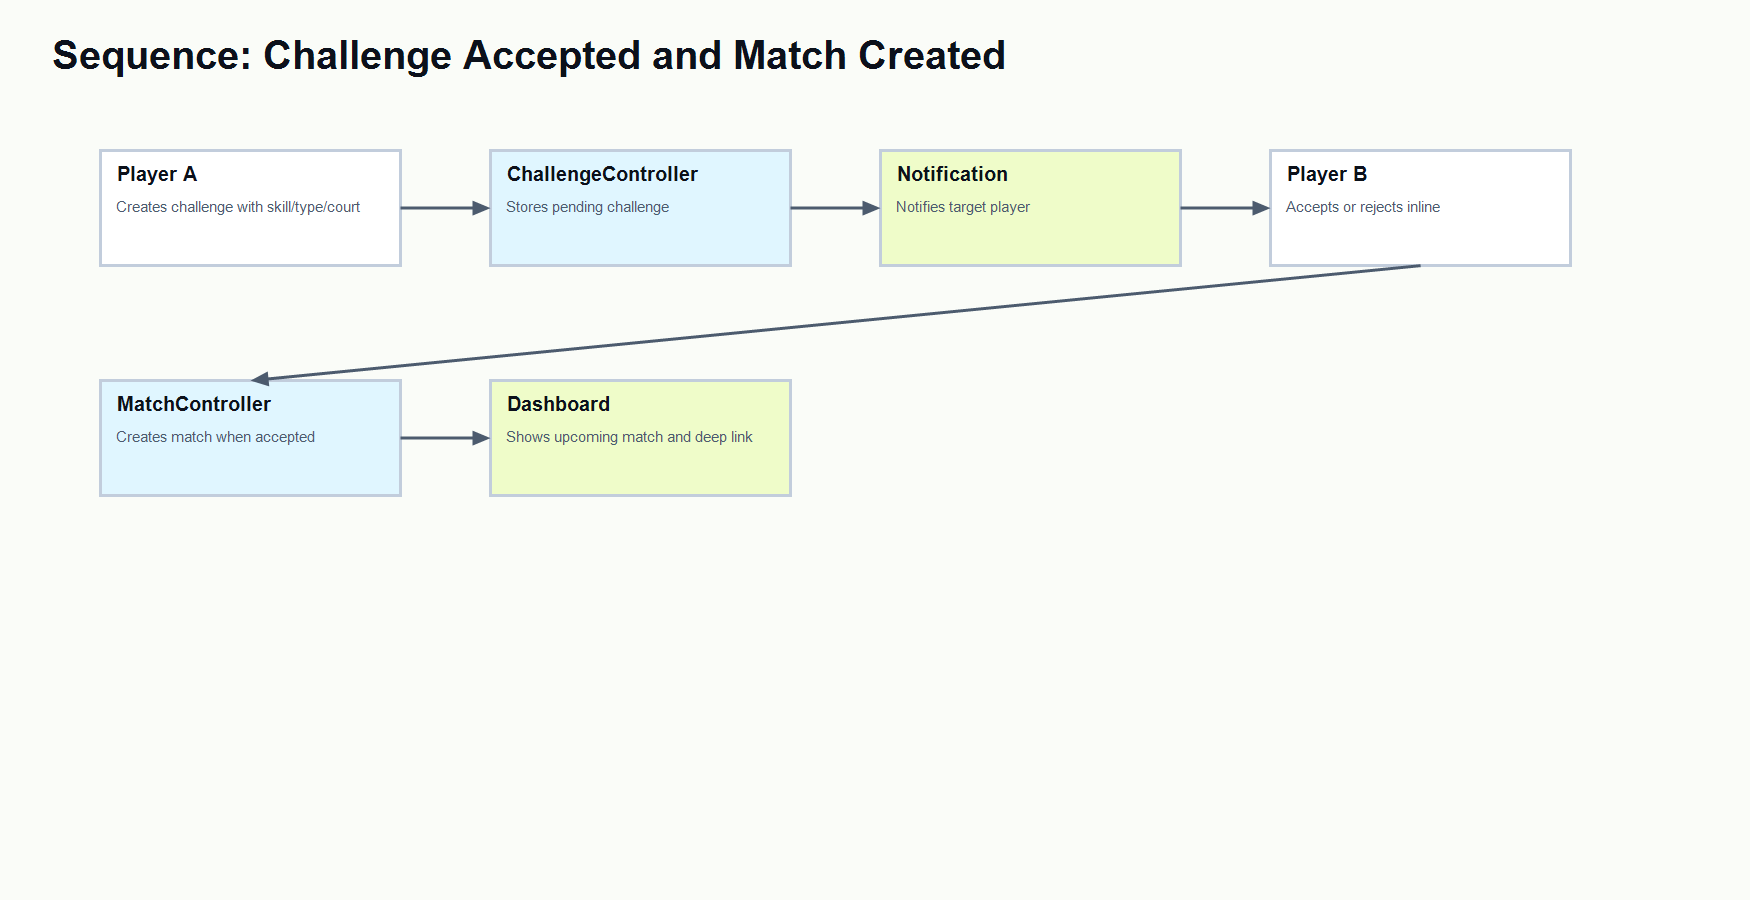 Sequence: Challenge Accepted and Match Created
Player A
Creates challenge with skill/type/court
ChallengeController
Stores pending challenge
Notification
Notifies target player
Player B
Accepts or rejects inline
MatchController
Creates match when accepted
Dashboard
Shows upcoming match and deep link